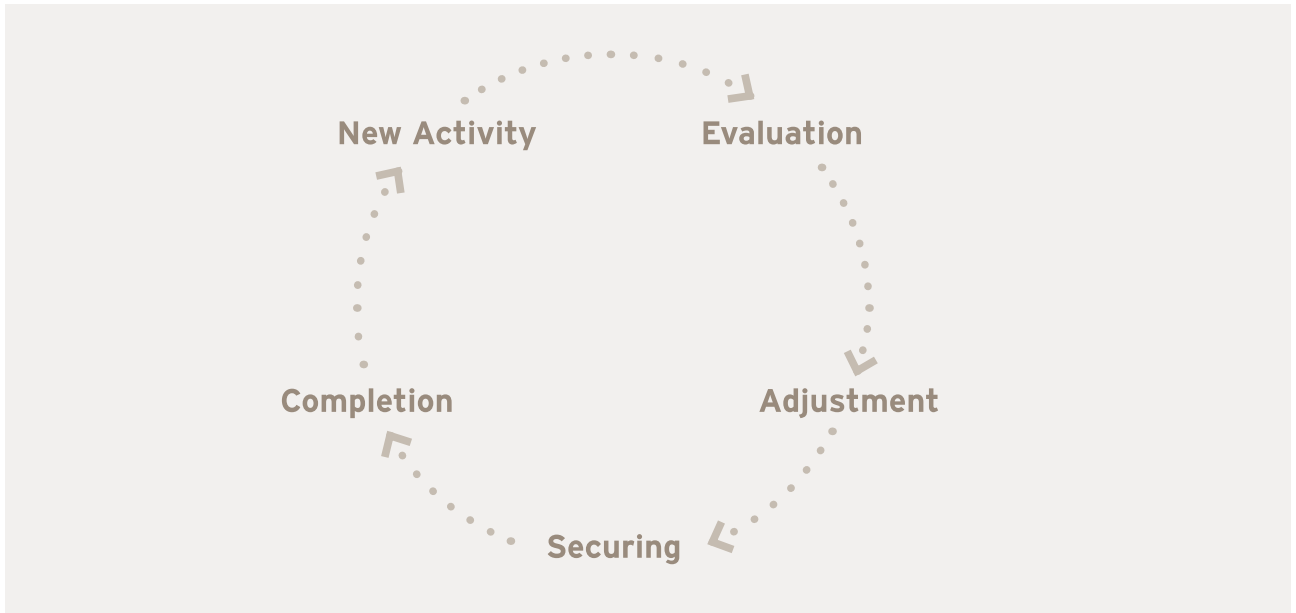 New Activity
Evaluation
Adjustment
Securing
Completion